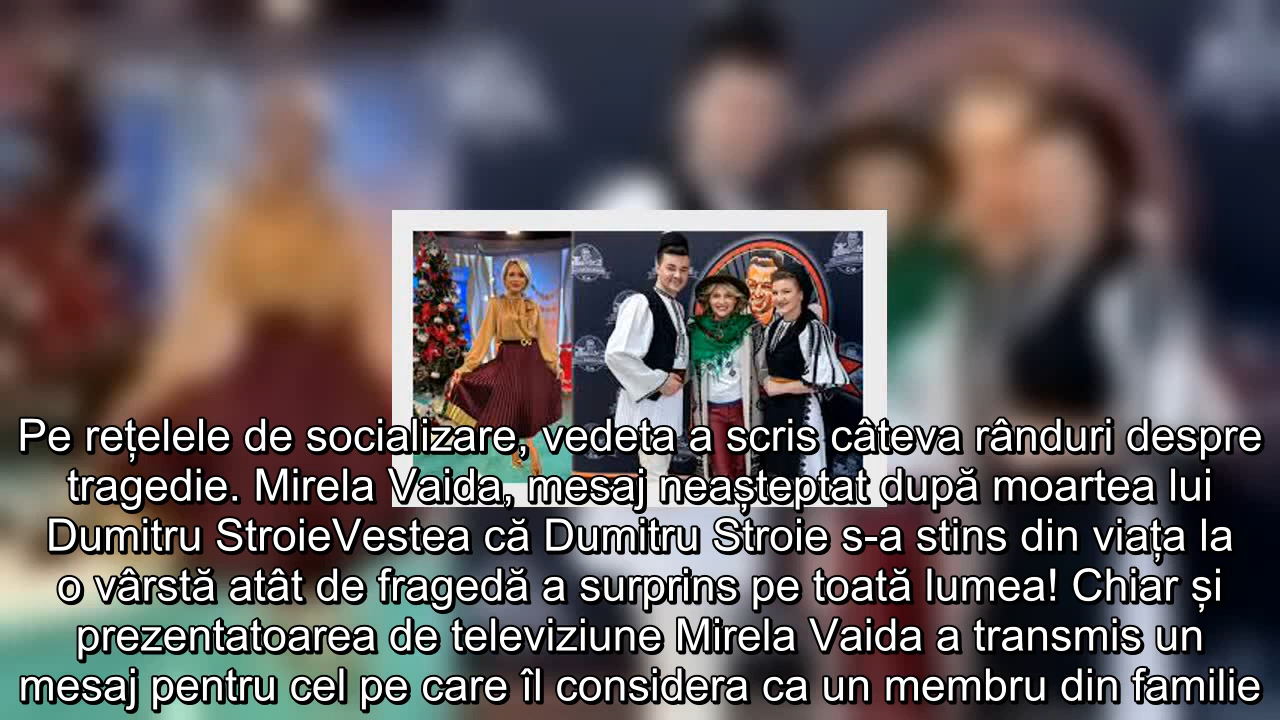 Pe rețelele de socializare, vedeta a scris câteva rânduri despre
tragedie. Mirela Vaida, mesaj neașteptat după moartea lui
Dumitru StroieVestea că Dumitru Stroie s-a stins din viața la
o vârstă atât de fragedă a surprins pe toată lumea! Chiar și
prezentatoarea de televiziune Mirela Vaida a transmis un
mesaj pentru cel pe care îl considera ca un membru din familie